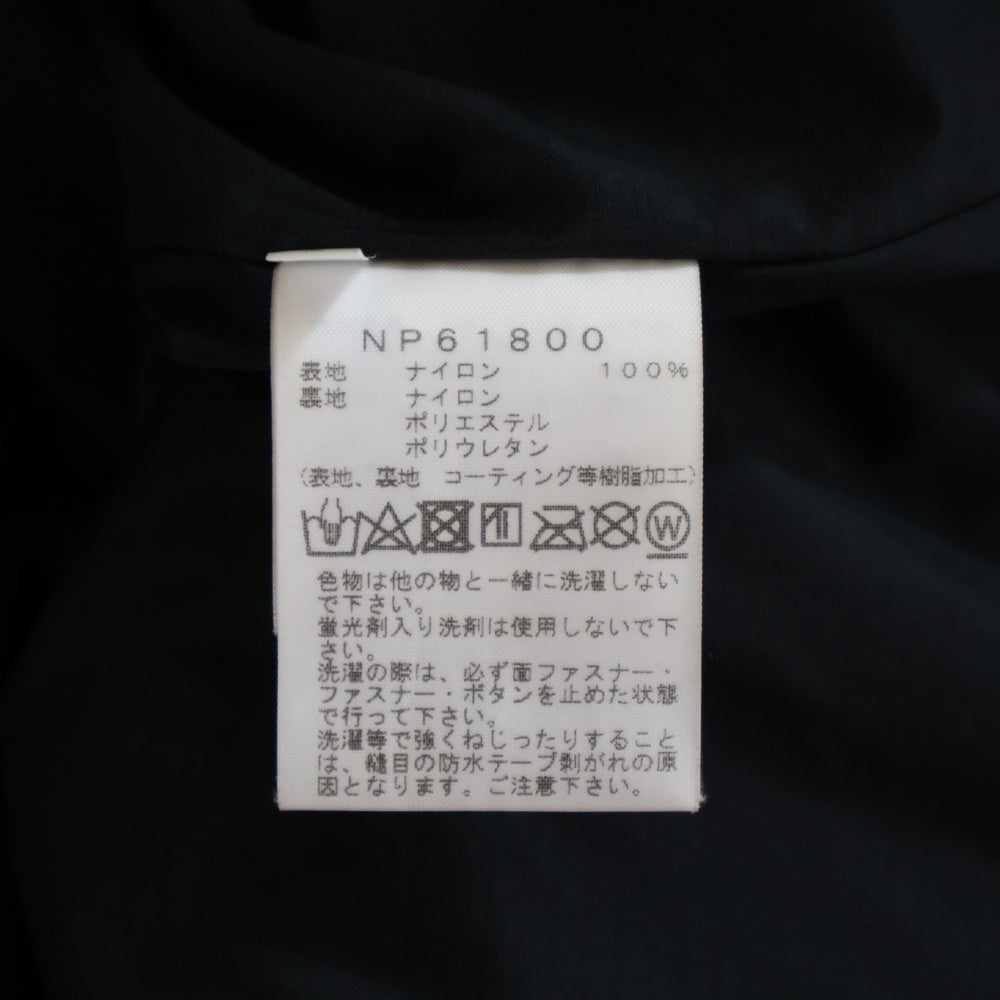 NP61800
表地 ナイロン 100%
裏地 ナイロン
ポリエステル
ポリウレタン
(表地、裏地 コーティング等樹脂加工)
W
色物は他の物と一緒に洗濯しない
で下さい。
蛍光剤入り洗剤は使用しないで下
さい。
洗濯の際は、必ず面ファスナー・
ファスナー・ボタンを止めた状態
で行って下さい。
洗濯等で強くねじったりすること
は、縫目の防水テープ剥がれの原
因となります。ご注意下さい。